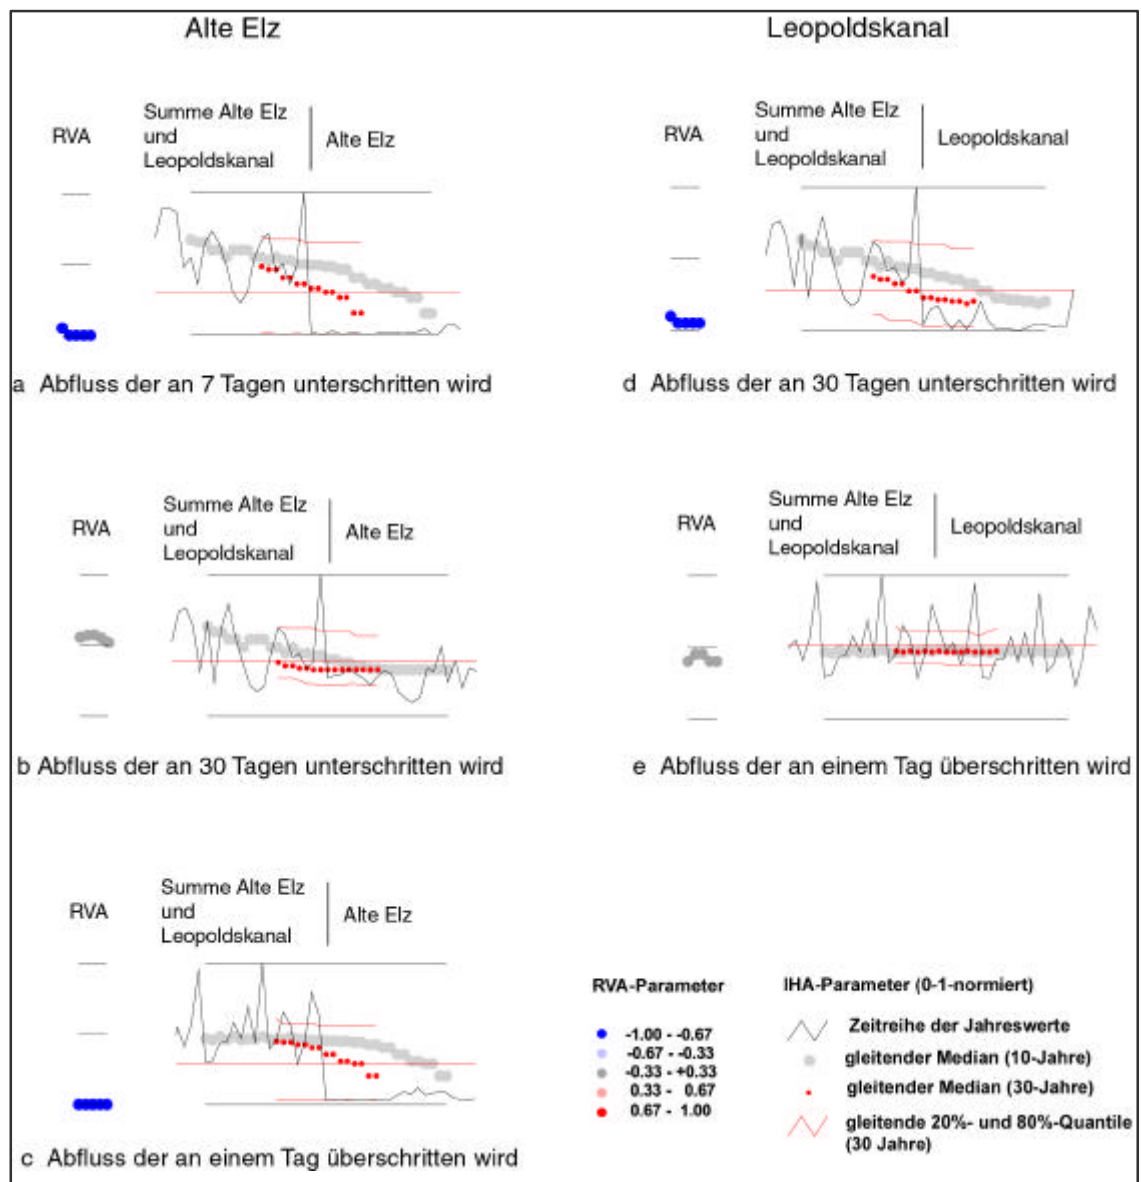 Alte Elz
Leopoldskanal
RVA
Summe Alte Elz
und
Leopoldskanal
Alte Elz
a Abfluss der an 7 Tagen unterschritten wird
RVA
Summe Alte Elz
und
Leopoldskanal
Leopoldskanal
d Abfluss der an 30 Tagen unterschritten wird
RVA
Summe Alte Elz
und
Leopoldskanal
Alte Elz
b Abfluss der an 30 Tagen unterschritten wird
RVA
Summe Alte Elz
und
Leopoldskanal
Leopoldskanal
e Abfluss der an einem Tag überschritten wird
RVA
Summe Alte Elz
und
Leopoldskanal
Alte Elz
c Abfluss der an einem Tag überschritten wird
RVA-Parameter
-1.00 - -0.67
-0.67 - -0.33
-0.33 - +0.33
0.33 - 0.67
0.67 - 1.00
IHA-Parameter (0-1-normiert)
Zeitreihe der Jahreswerte
gleitender Median (10-Jahre)
gleitender Median (30-Jahre)
gleitende 20%- und 80%-Quantile
(30 Jahre)